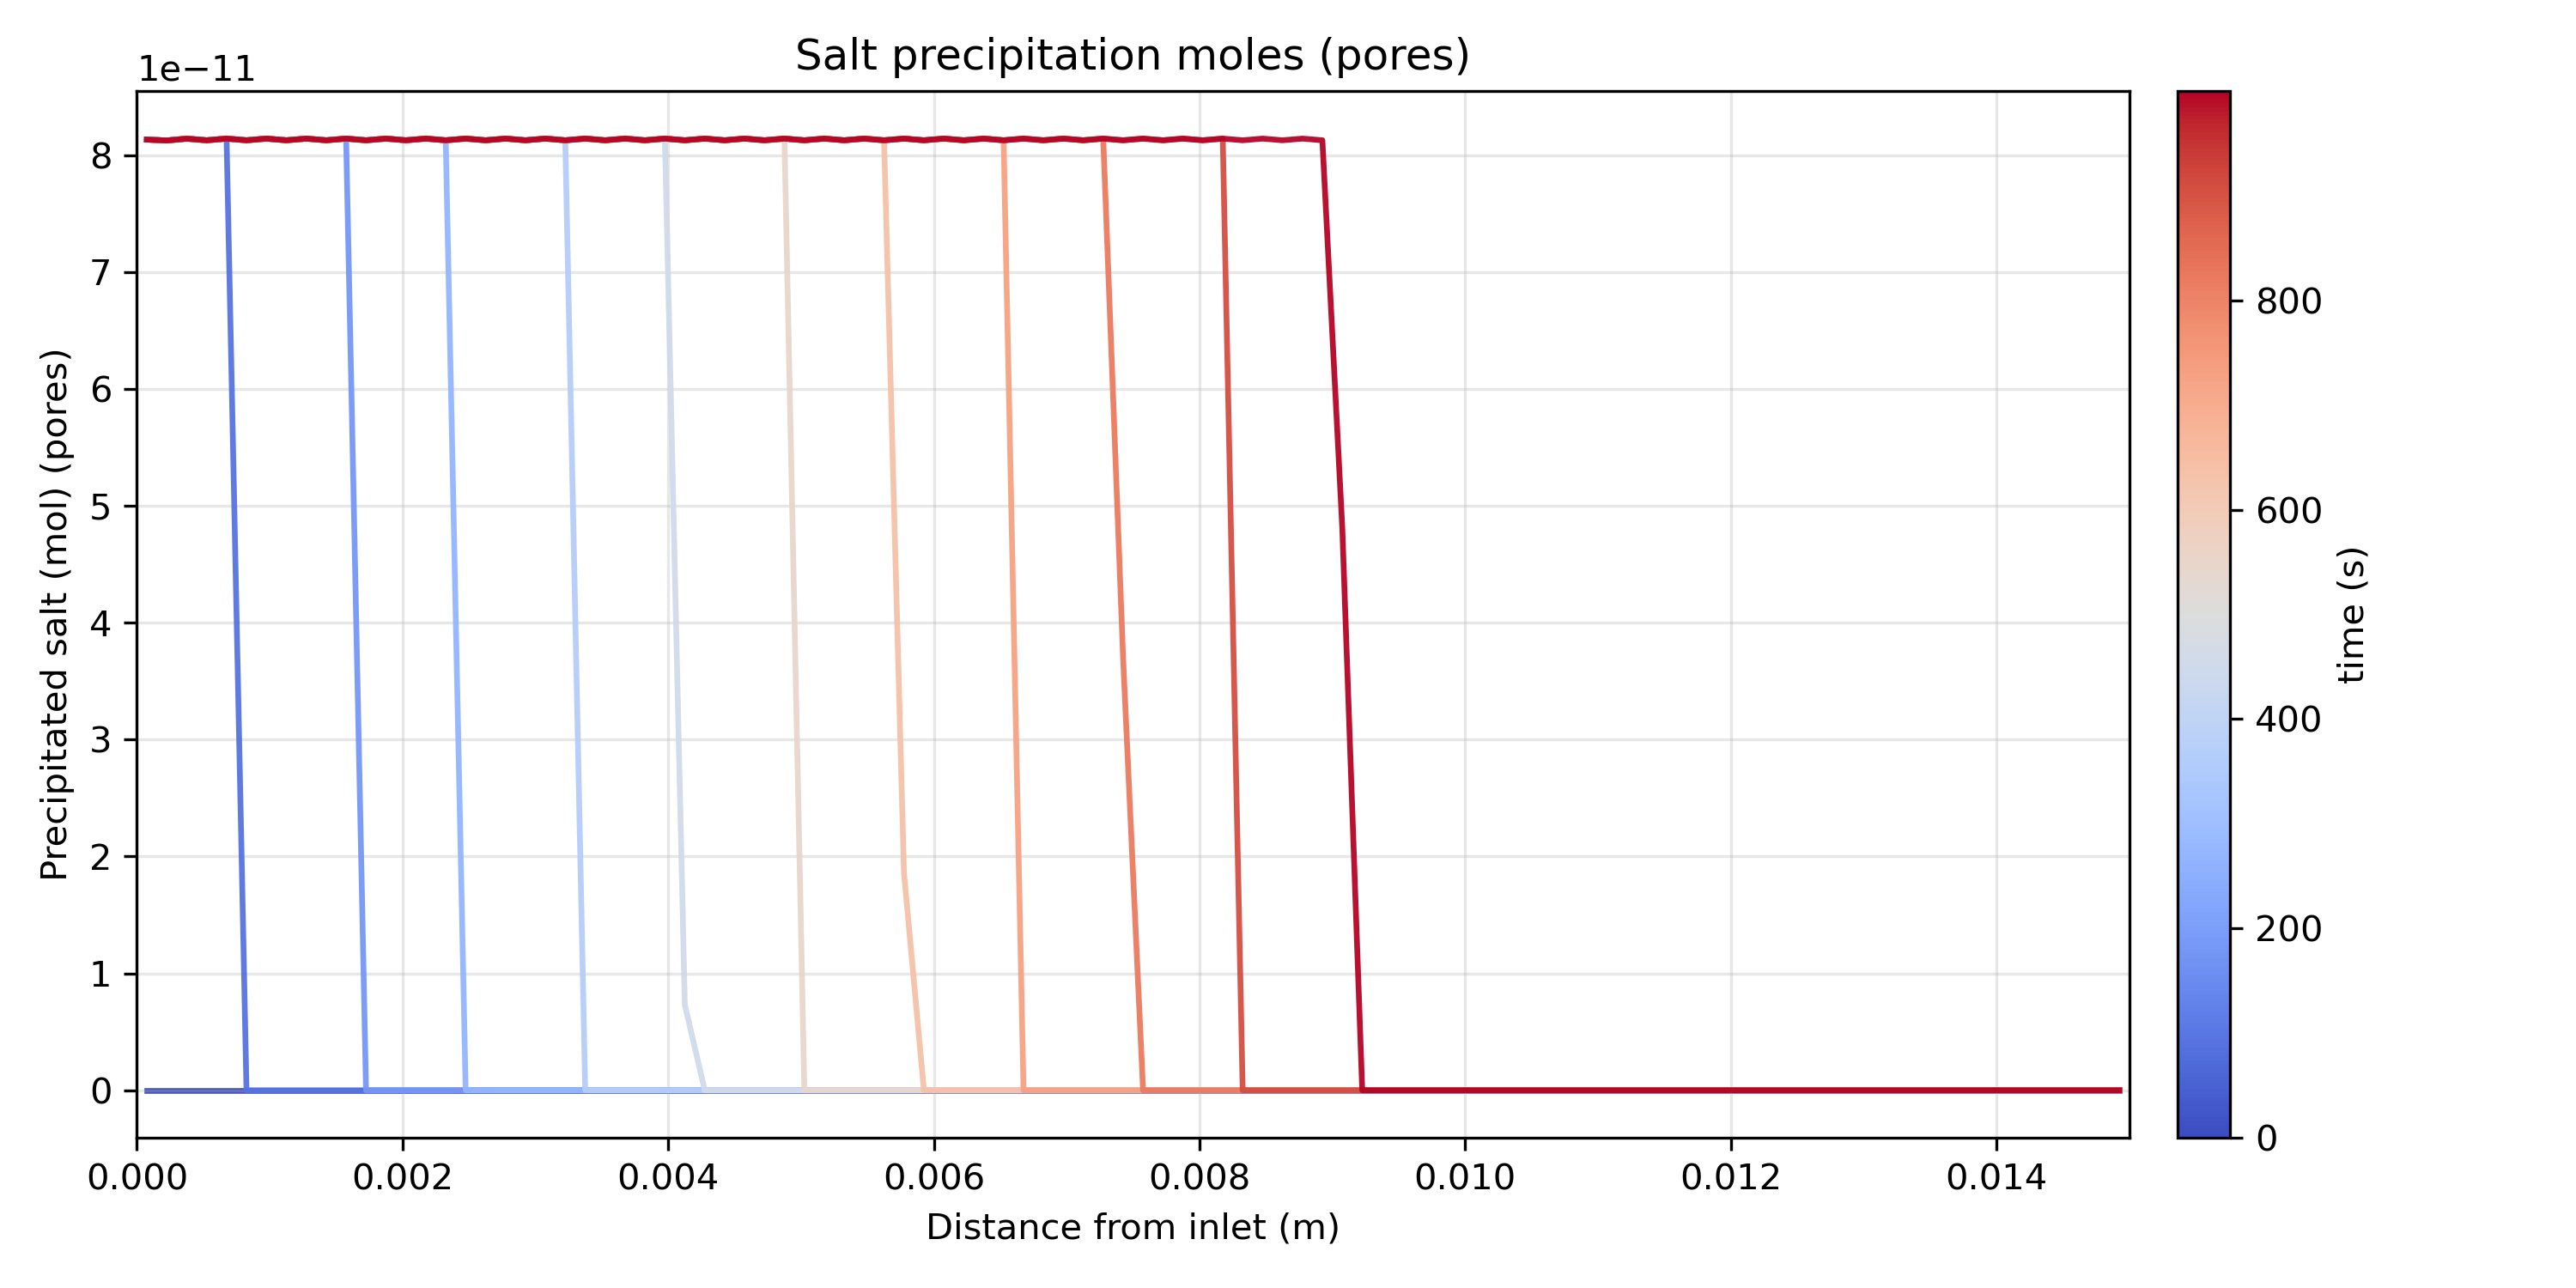 Salt precipitation moles (pores)
1e−11
8
7
6
5
4
3
2
1
0
Precipitated salt (mol) (pores)
0.000 0.002 0.004 0.006 0.008 0.010 0.012 0.014
Distance from inlet (m)
800
600
400
200
0
time (s)